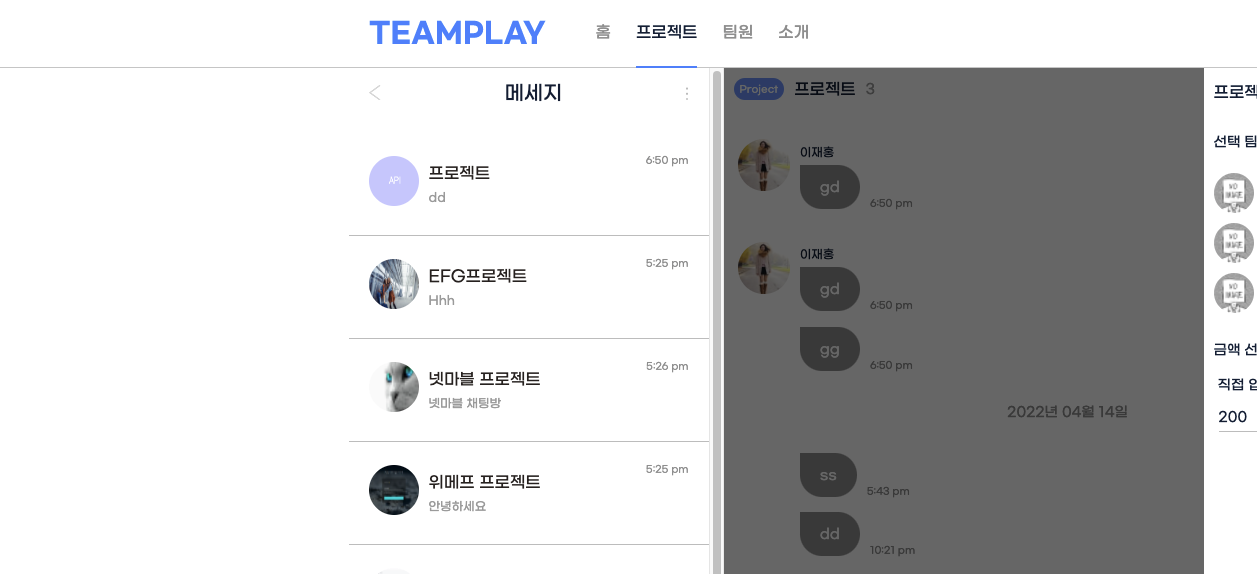 TEAMPLAY
홈 프로젝트 팀원 소개
메세지
API
프로젝트
6:50 pm
dd
EFG프로젝트
5:25 pm
Hhh
넷마블 프로젝트
5:26 pm
넷마블 채팅방
위메프 프로젝트
5:25 pm
안녕하세요
Project 프로젝트 3
이재홍
gd
6:50 pm
이재홍
gd
6:50 pm
gg
6:50 pm
2022년 04월 14일
ss
5:43 pm
dd
10:21 pm
프로젝
선택 팀
금액 선
직접 입
200